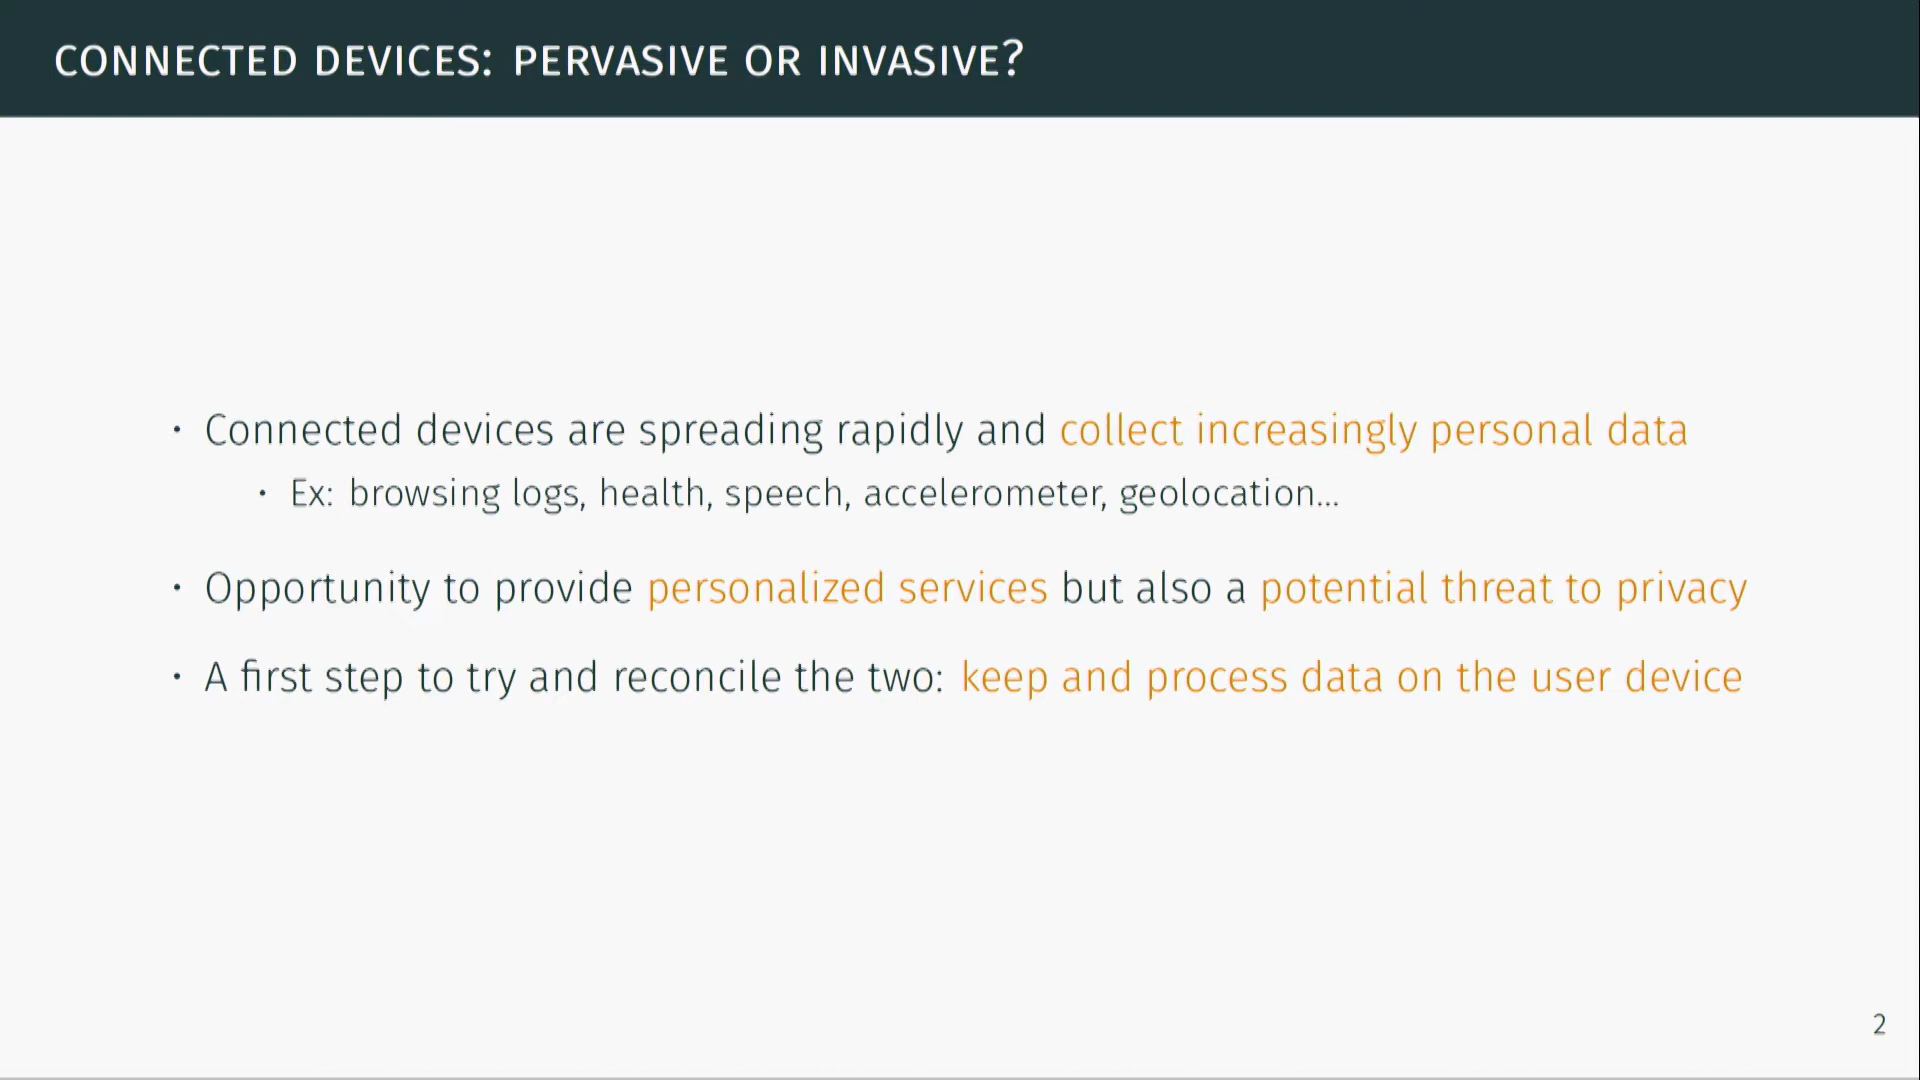 CONNECTED DEVICES: PERVASIVE OR INVASIVE?
• Connected devices are spreading rapidly and collect increasingly personal data
• Ex: browsing logs, health, speech, accelerometer, geolocation...
• Opportunity to provide personalized services but also a potential threat to privacy
• A first step to try and reconcile the two: keep and process data on the user device
2